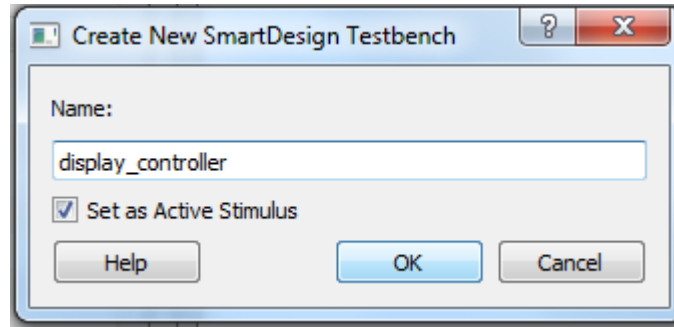 Create New SmartDesign Testbench
Name:
display_controller
Set as Active Stimulus
Help OK Cancel